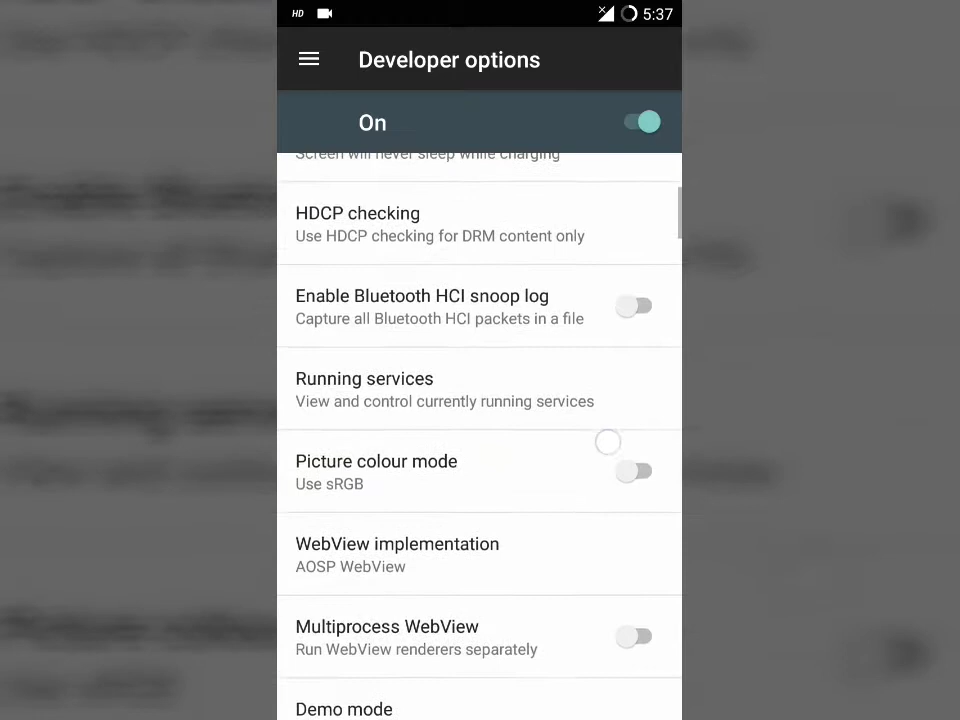 HD 5:37
Developer options
On
Screen will never sleep while charging
HDCP checking
Use HDCP checking for DRM content only
Enable Bluetooth HCI snoop log
Capture all Bluetooth HCI packets in a file
Running services
View and control currently running services
Picture colour mode
Use sRGB
WebView implementation
AOSP WebView
Multiprocess WebView
Run WebView renderers separately
Demo mode